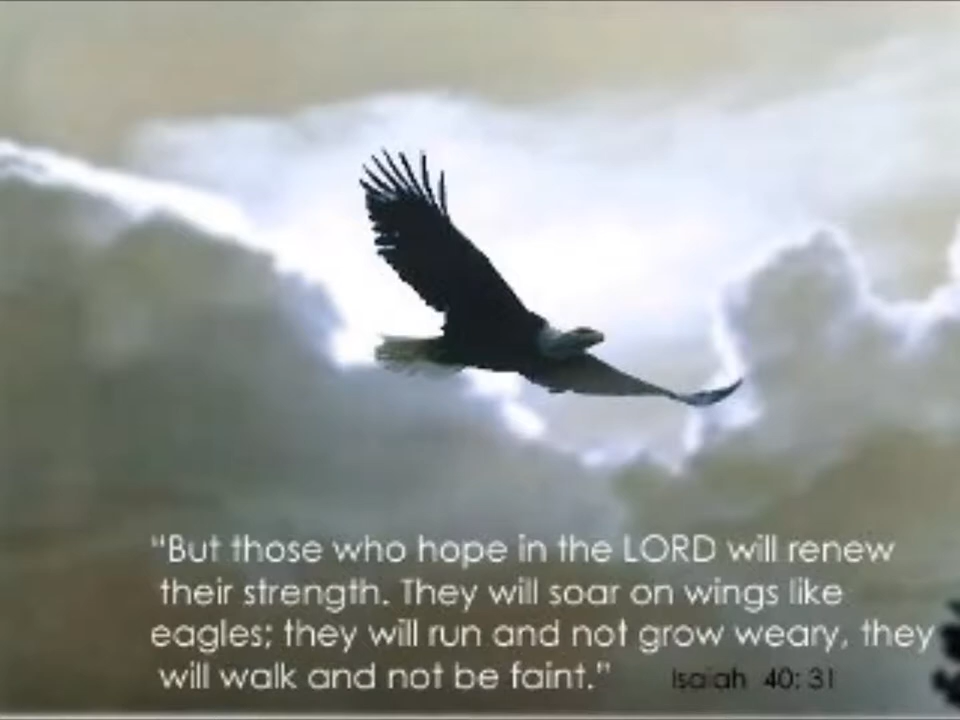 “But those who hope in the LORD will renew
their strength. They will soar on wings like
eagles; they will run and not grow weary, they
will walk and not be faint.” Isaiah 40:31